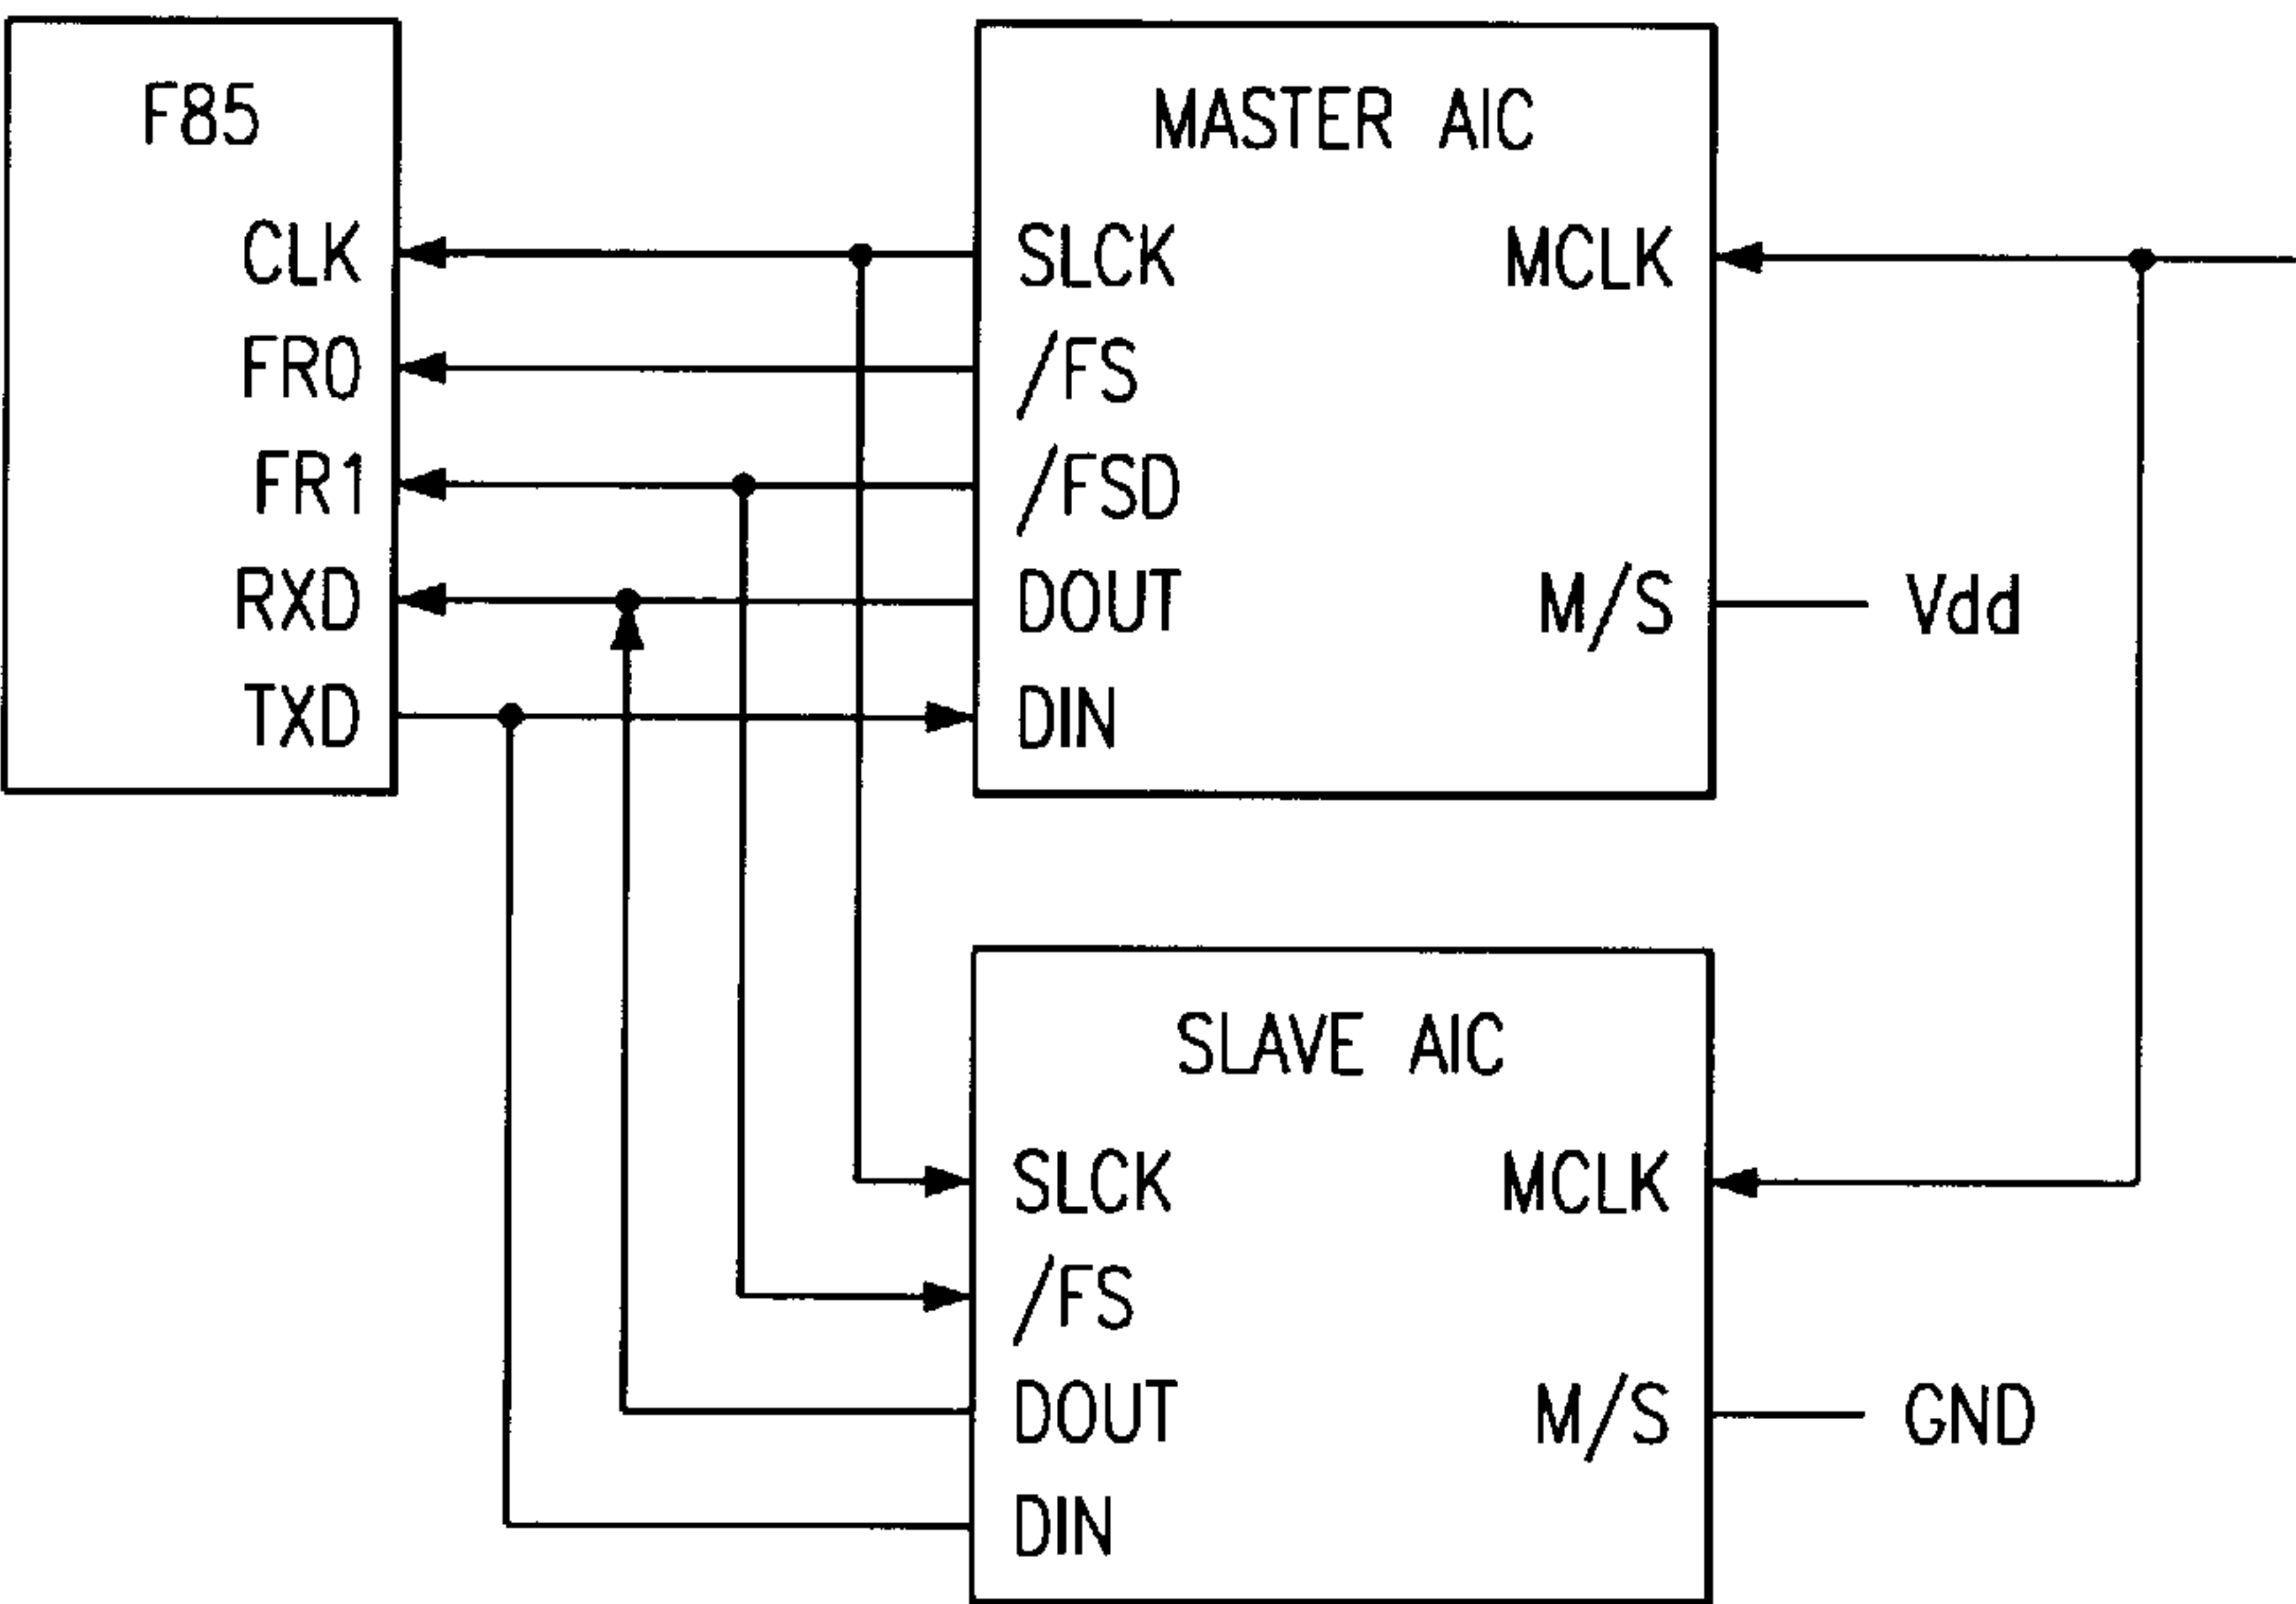 F85
CLK
FR0
FR1
RXD
TXD
MASTER AIC
SLCK
/FS
/FSD
DOUT
DIN
MCLK
M/S
Vdd
SLAVE AIC
SLCK
/FS
DOUT
DIN
MCLK
M/S
GND